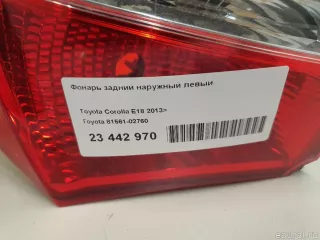 Фонарь задний наружный левый
Toyota Corolla E18 2013>
Toyota 81561-02760
23 442 970